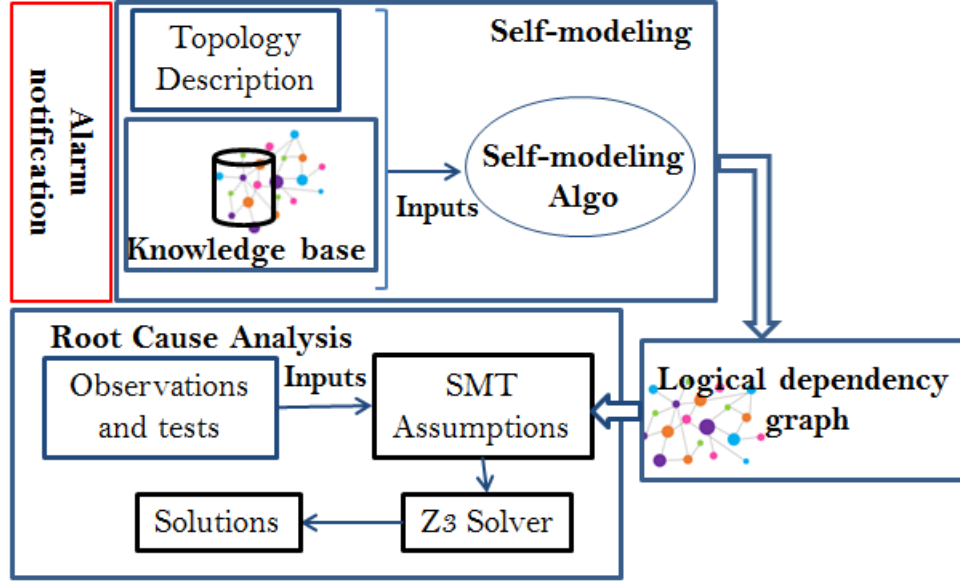 Alarm
notification
Topology
Description
Knowledge base
Inputs
Self-modeling
Self-modeling
Algo
Root Cause Analysis
Observations
and tests
Inputs
SMT
Assumptions
Z3 Solver
Solutions
Logical dependency
graph